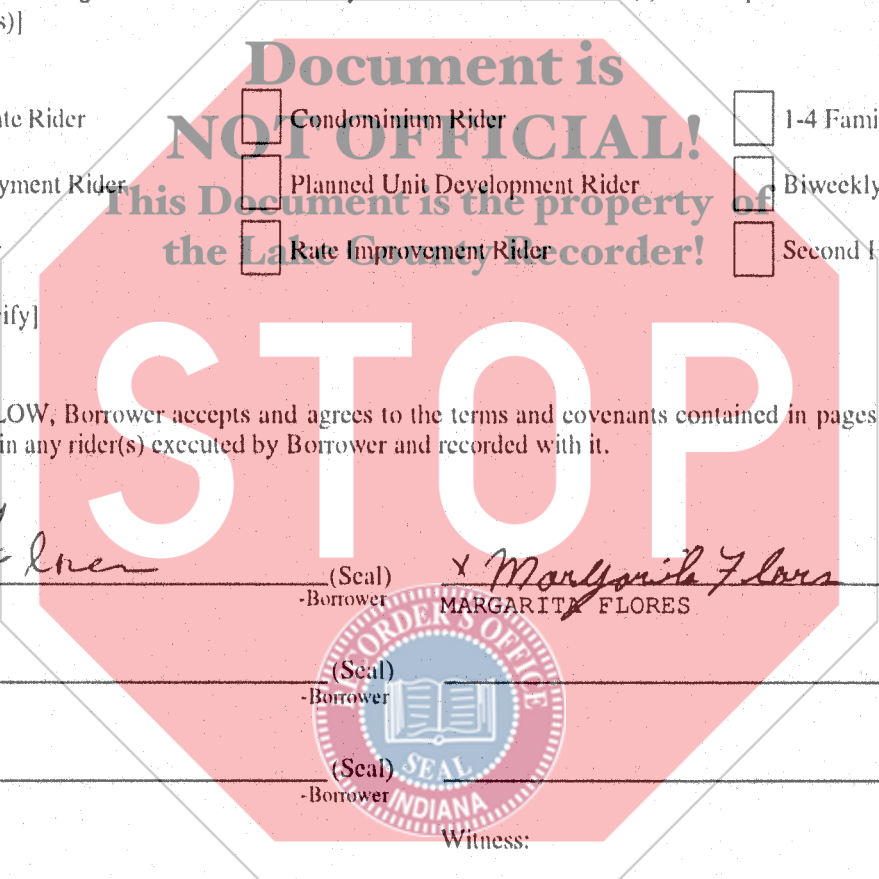 s)]
Document is
ate Rider Condominium Rider 1-4 Fami
NOT OFFICIAL!
yment Rider Planned Unit Development Rider Biweekly
This Document is the property of
the Lake County Recorder!
Rate Improvement Rider Second
ify]
STOP
LOW, Borrower accepts and agrees to the terms and covenants contained in pages
in any rider(s) executed by Borrower and recorded with it.
(Seal) x Margarita Flores
-Borrower MARGARITA FLORES
RECORDER'S OFFICE
(Seal)
-Borrower
SEAL
(Seal)
-Borrower
INDIANA
Witness: